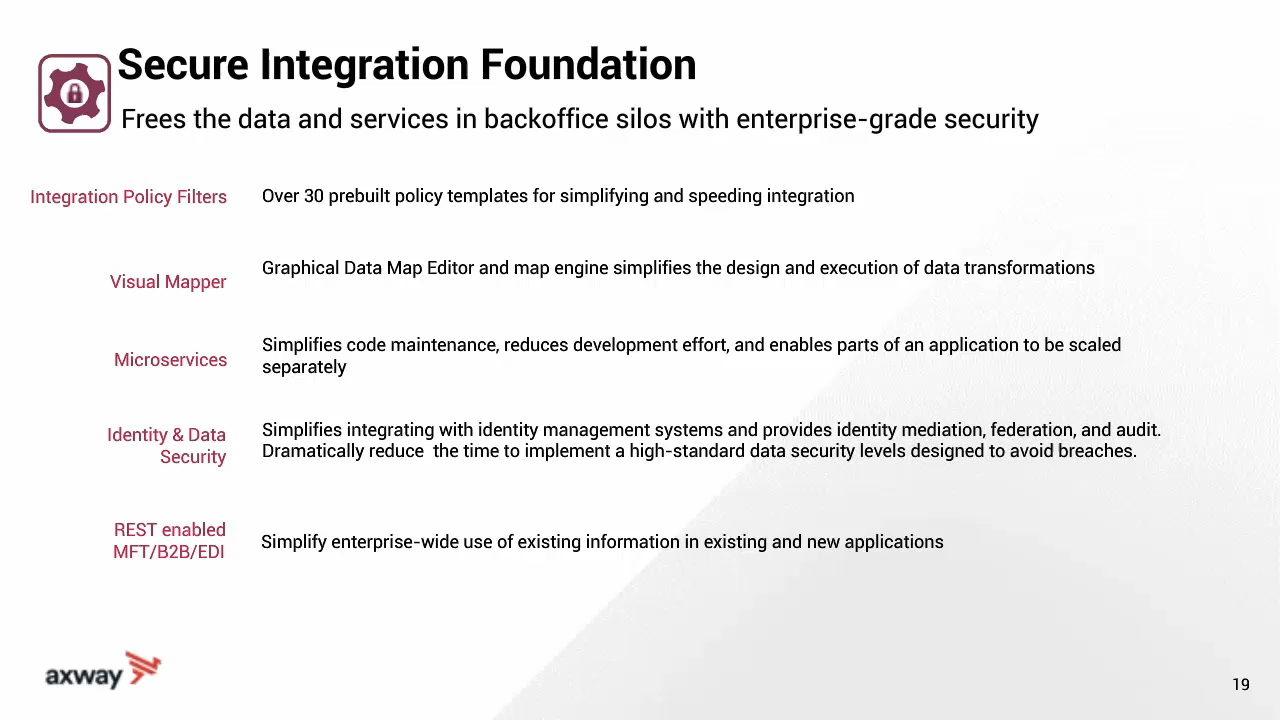 Secure Integration Foundation
Frees the data and services in backoffice silos with enterprise-grade security
Integration Policy Filters
Over 30 prebuilt policy templates for simplifying and speeding integration
Visual Mapper
Graphical Data Map Editor and map engine simplifies the design and execution of data transformations
Microservices
Simplifies code maintenance, reduces development effort, and enables parts of an application to be scaled
separately
Identity & Data
Security
Simplifies integrating with identity management systems and provides identity mediation, federation, and audit.
Dramatically reduce  the time to implement a high-standard data security levels designed to avoid breaches.
REST enabled
MFT/B2B/EDI
Simplify enterprise-wide use of existing information in existing and new applications
axway
19